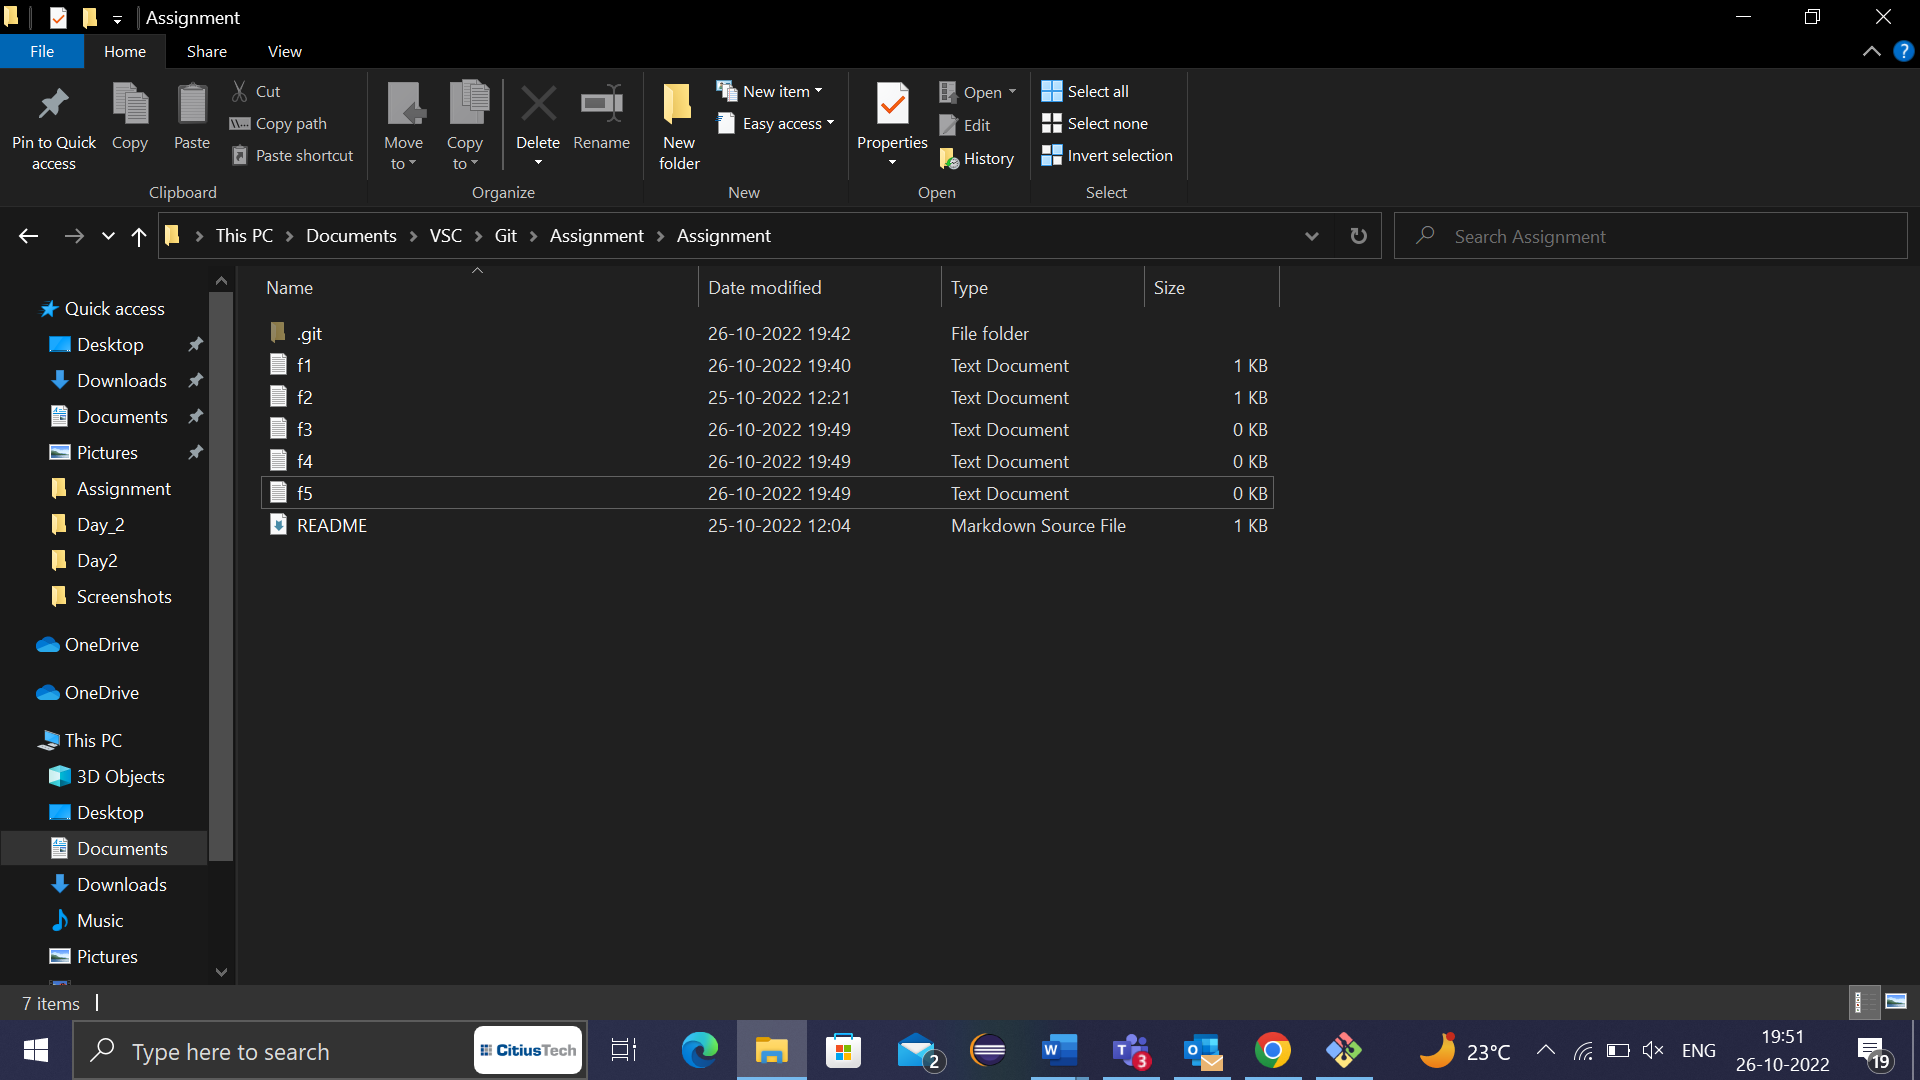 Assignment
File Home Share View
Pin to Quick access
Copy
Paste
Cut
Copy path
Paste shortcut
Clipboard
Move to
Copy to
Delete
Rename
Organize
New folder
New item
Easy access
New
Properties
Open
Edit
History
Open
Select all
Select none
Invert selection
Select
This PC > Documents > VSC > Git > Assignment > Assignment
Search Assignment
Quick access
Desktop
Downloads
Documents
Pictures
Assignment
Day_2
Day2
Screenshots
OneDrive
OneDrive
This PC
3D Objects
Desktop
Documents
Downloads
Music
Pictures
Name Date modified Type Size
.git 26-10-2022 19:42 File folder
f1 26-10-2022 19:40 Text Document 1 KB
f2 25-10-2022 12:21 Text Document 1 KB
f3 26-10-2022 19:49 Text Document 0 KB
f4 26-10-2022 19:49 Text Document 0 KB
f5 26-10-2022 19:49 Text Document 0 KB
README 25-10-2022 12:04 Markdown Source File 1 KB
7 items
Type here to search
CitiusTech
2
3
23°C
ENG
19:51
26-10-2022
19